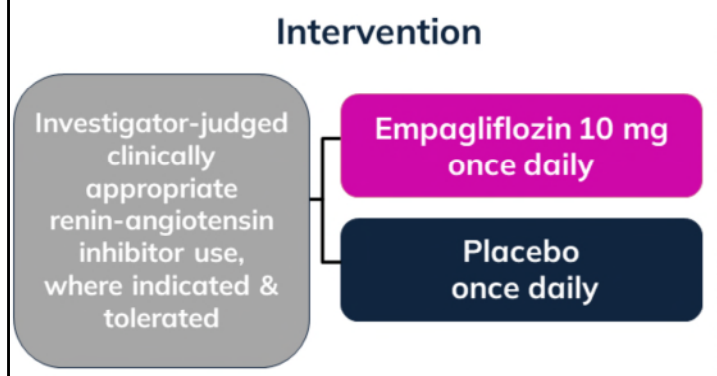 Intervention
Investigator-judged
clinically
appropriate
renin-angiotensin
inhibitor use,
where indicated &
tolerated
Empagliflozin 10 mg
once daily
Placebo
once daily